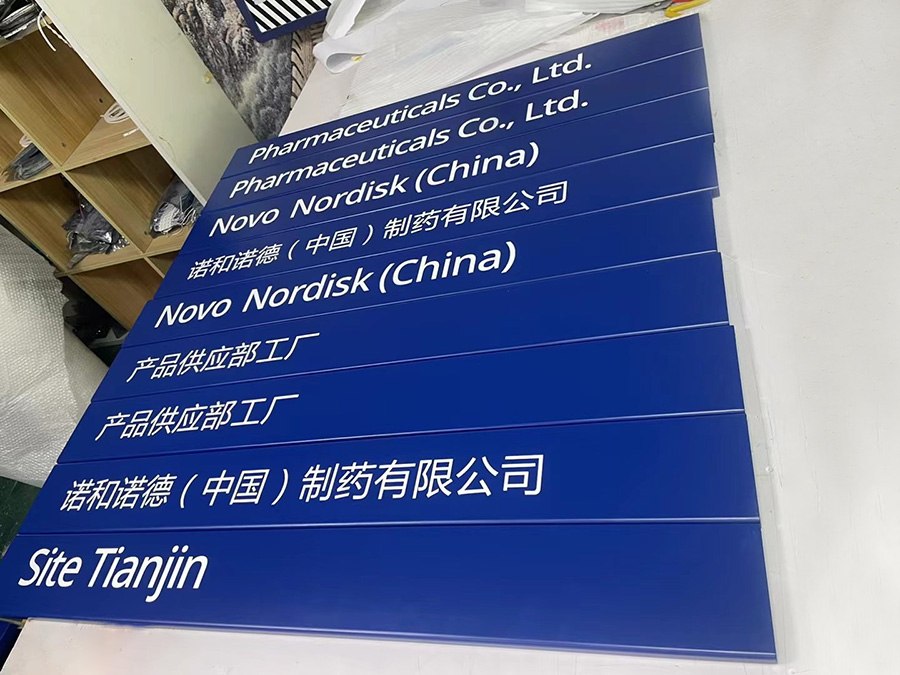 Pharmaceuticals Co., Ltd.
Pharmaceuticals Co., Ltd.
Novo Nordisk (China)
诺和诺德（中国）制药有限公司
Novo Nordisk (China)
产品供应部工厂
产品供应部工厂
诺和诺德（中国）制药有限公司
Site Tianjin